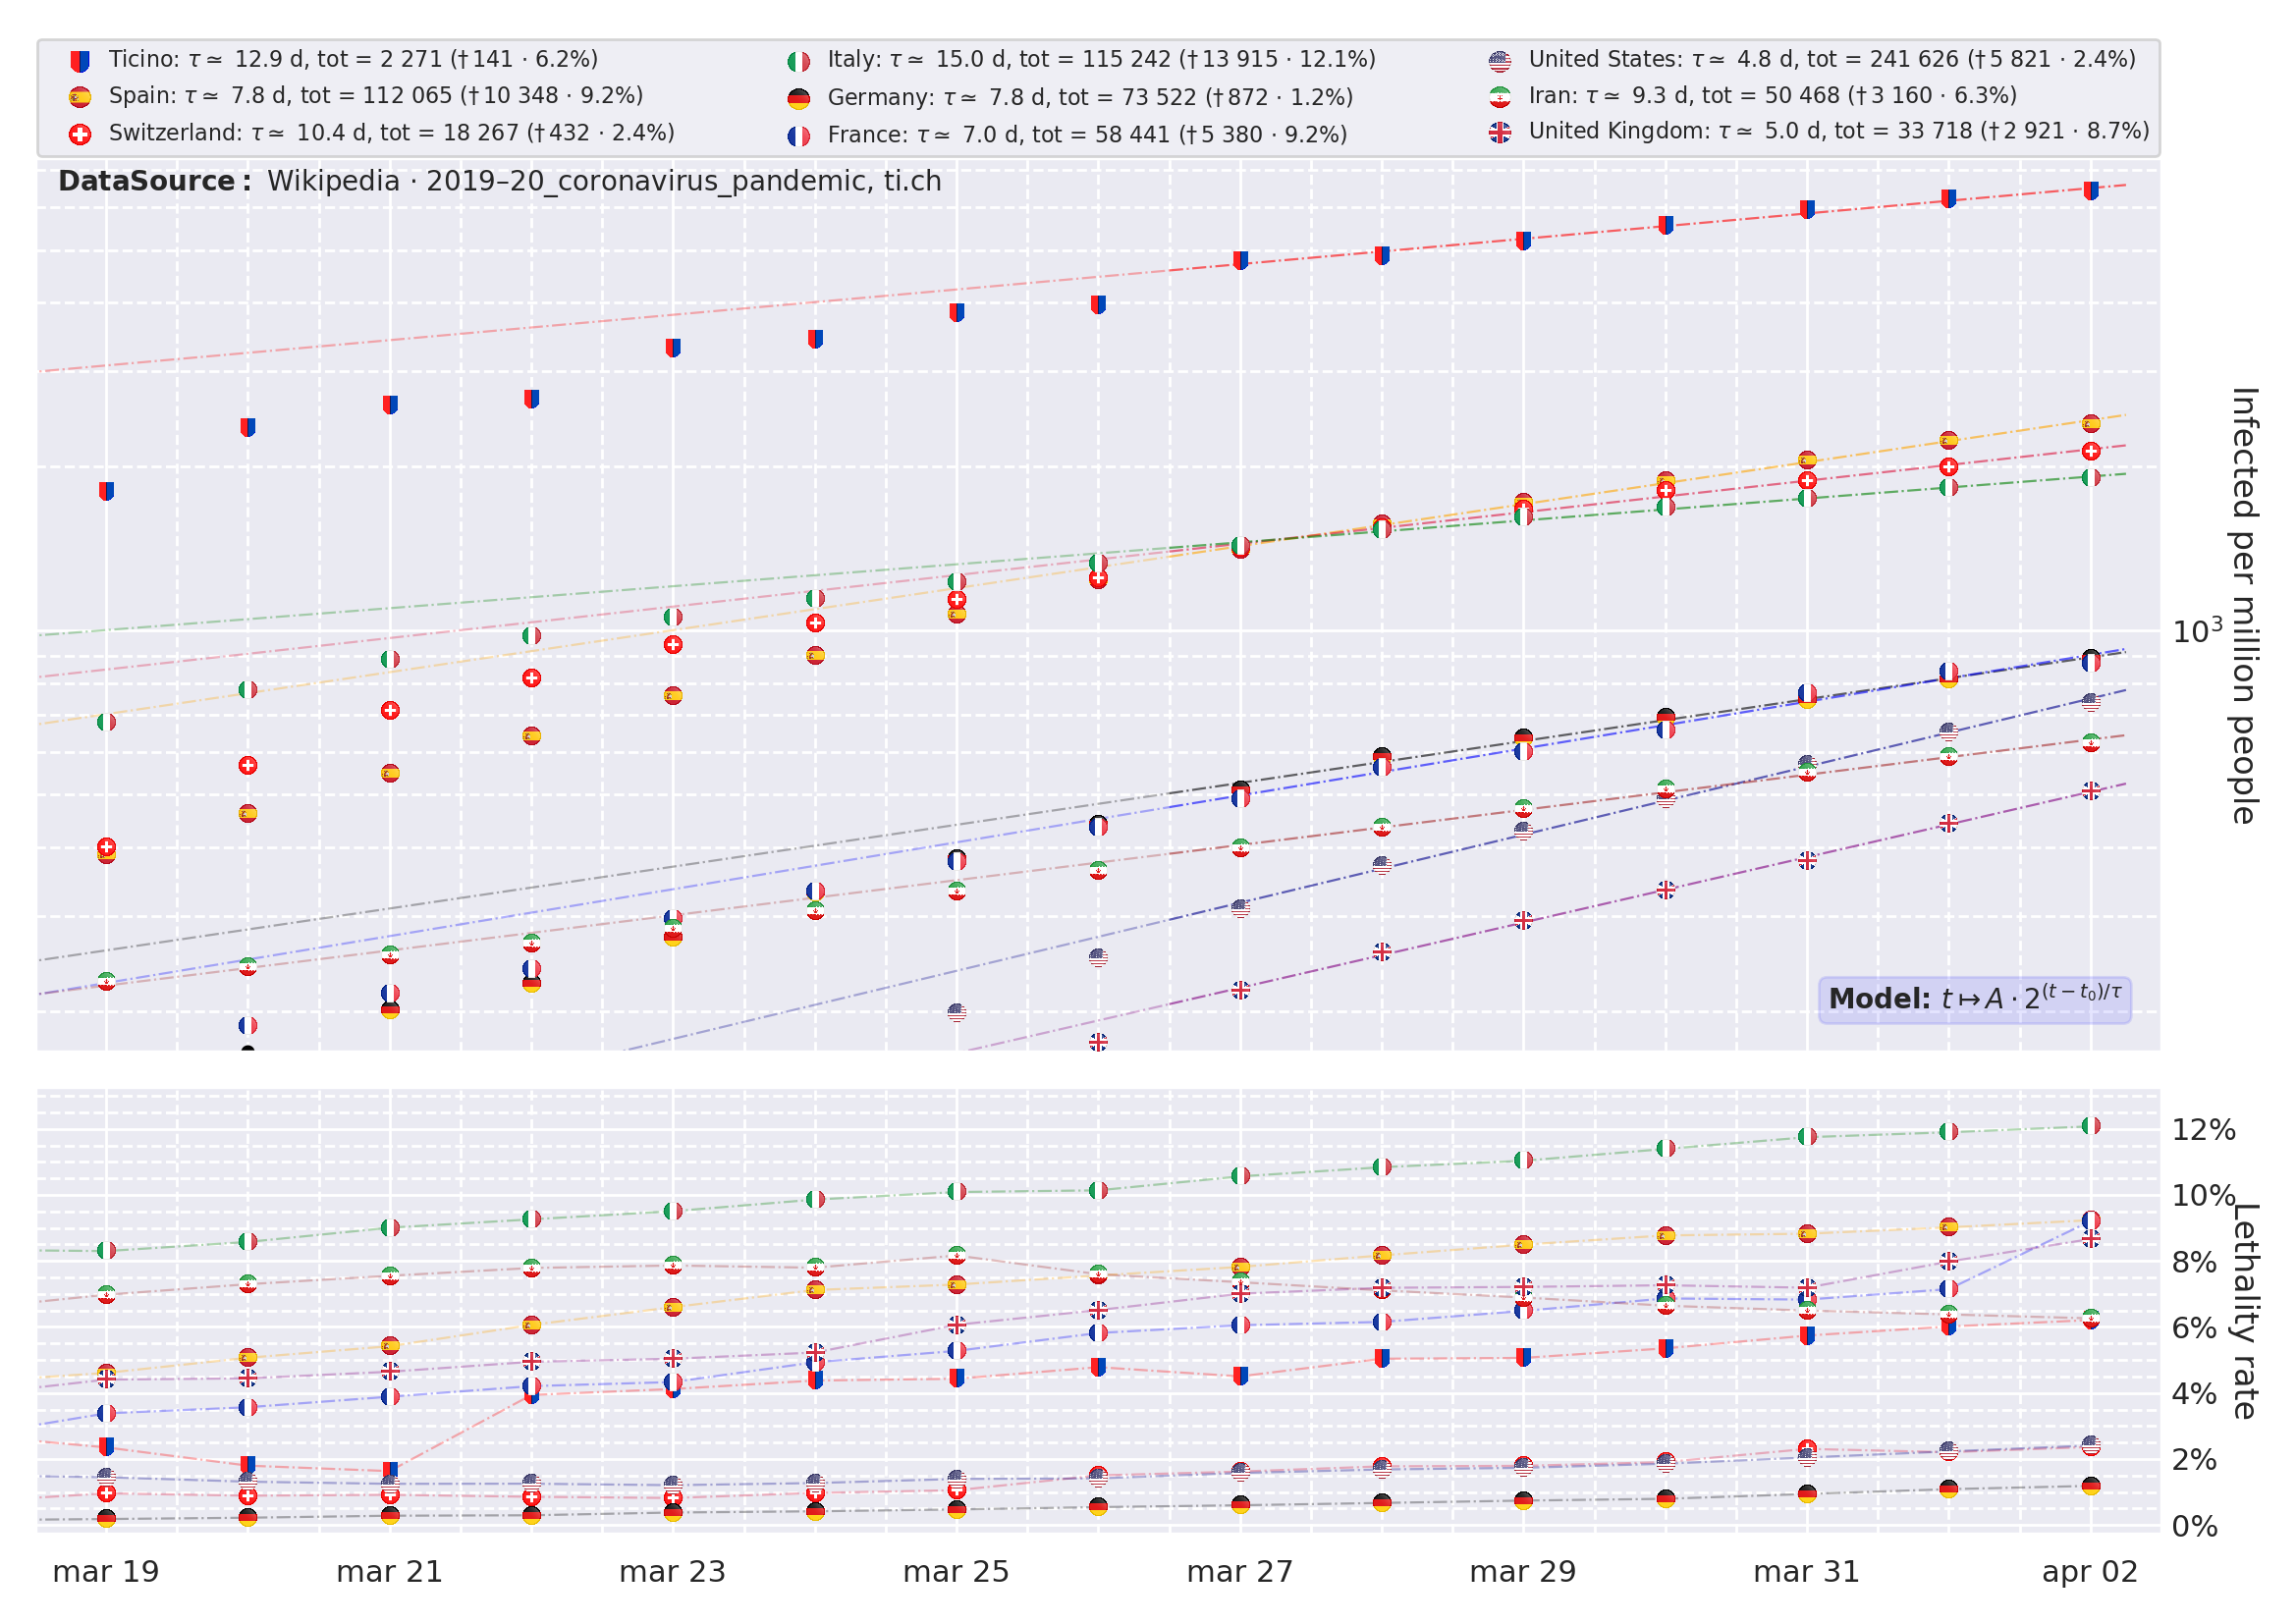 Ticino: τ ≃ 12.9 d, tot = 2 271 (†141 · 6.2%)
Spain: τ ≃ 7.8 d, tot = 112 065 (†10 348 · 9.2%)
Switzerland: τ ≃ 10.4 d, tot = 18 267 (†432 · 2.4%)
Italy: τ ≃ 15.0 d, tot = 115 242 (†13 915 · 12.1%)
Germany: τ ≃ 7.8 d, tot = 73 522 (†872 · 1.2%)
France: τ ≃ 7.0 d, tot = 58 441 (†5 380 · 9.2%)
United States: τ ≃ 4.8 d, tot = 241 626 (†5 821 · 2.4%)
Iran: τ ≃ 9.3 d, tot = 50 468 (†3 160 · 6.3%)
United Kingdom: τ ≃ 5.0 d, tot = 33 718 (†2 921 · 8.7%)
DataSource: Wikipedia · 2019–20_coronavirus_pandemic, ti.ch
10³
Infected per million people
Model: t ↦ A · 2^{(t − t₀)/τ}
12%
10%
8%
6%
4%
2%
0%
Lethality rate
mar 19
mar 21
mar 23
mar 25
mar 27
mar 29
mar 31
apr 02